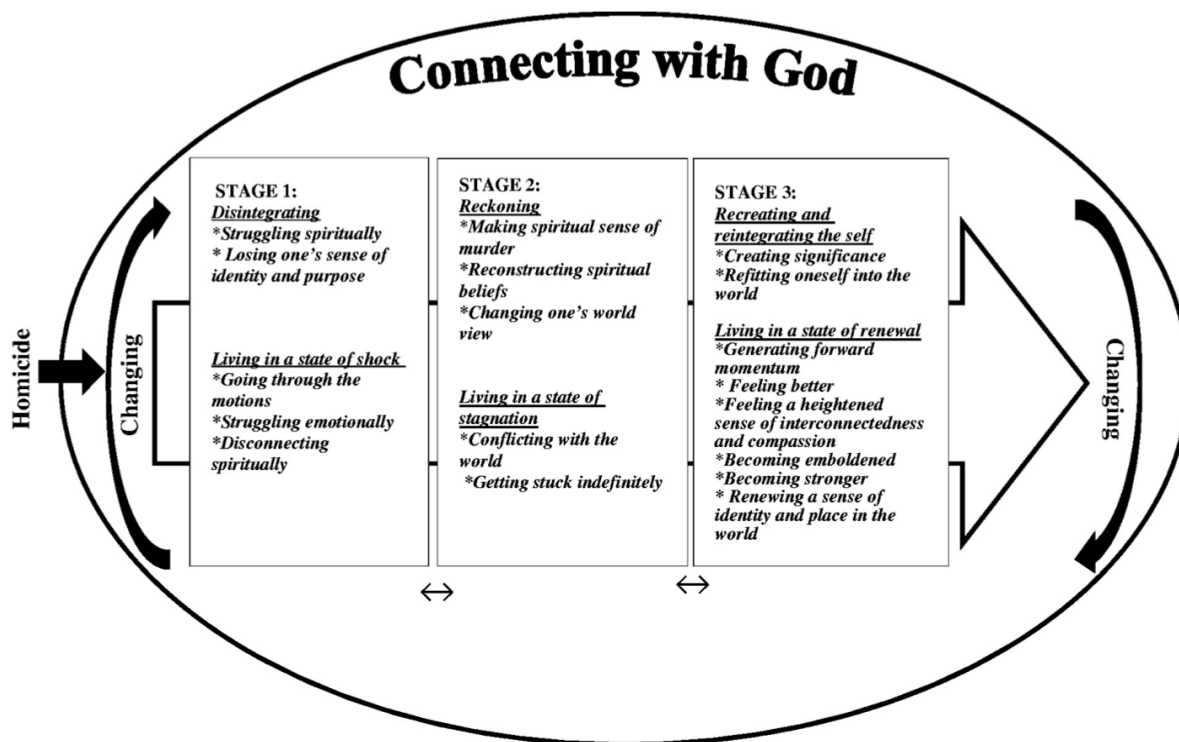 Connecting with God
Homicide
Changing
STAGE 1:
Disintegrating
*Struggling spiritually
* Losing one’s sense of
identity and purpose
Living in a state of shock
*Going through the
motions
*Struggling emotionally
*Disconnecting
spiritually
STAGE 2:
Reckoning
*Making spiritual sense of
murder
*Reconstructing spiritual
beliefs
*Changing one’s world
view
Living in a state of
stagnation
*Conflicting with the
world
*Getting stuck indefinitely
STAGE 3:
Recreating and
reintegrating the self
*Creating significance
*Refitting oneself into the
world
Living in a state of renewal
*Generating forward
momentum
* Feeling better
*Feeling a heightened
sense of interconnectedness
and compassion
*Becoming emboldened
*Becoming stronger
* Renewing a sense of
identity and place in the
world
Changing